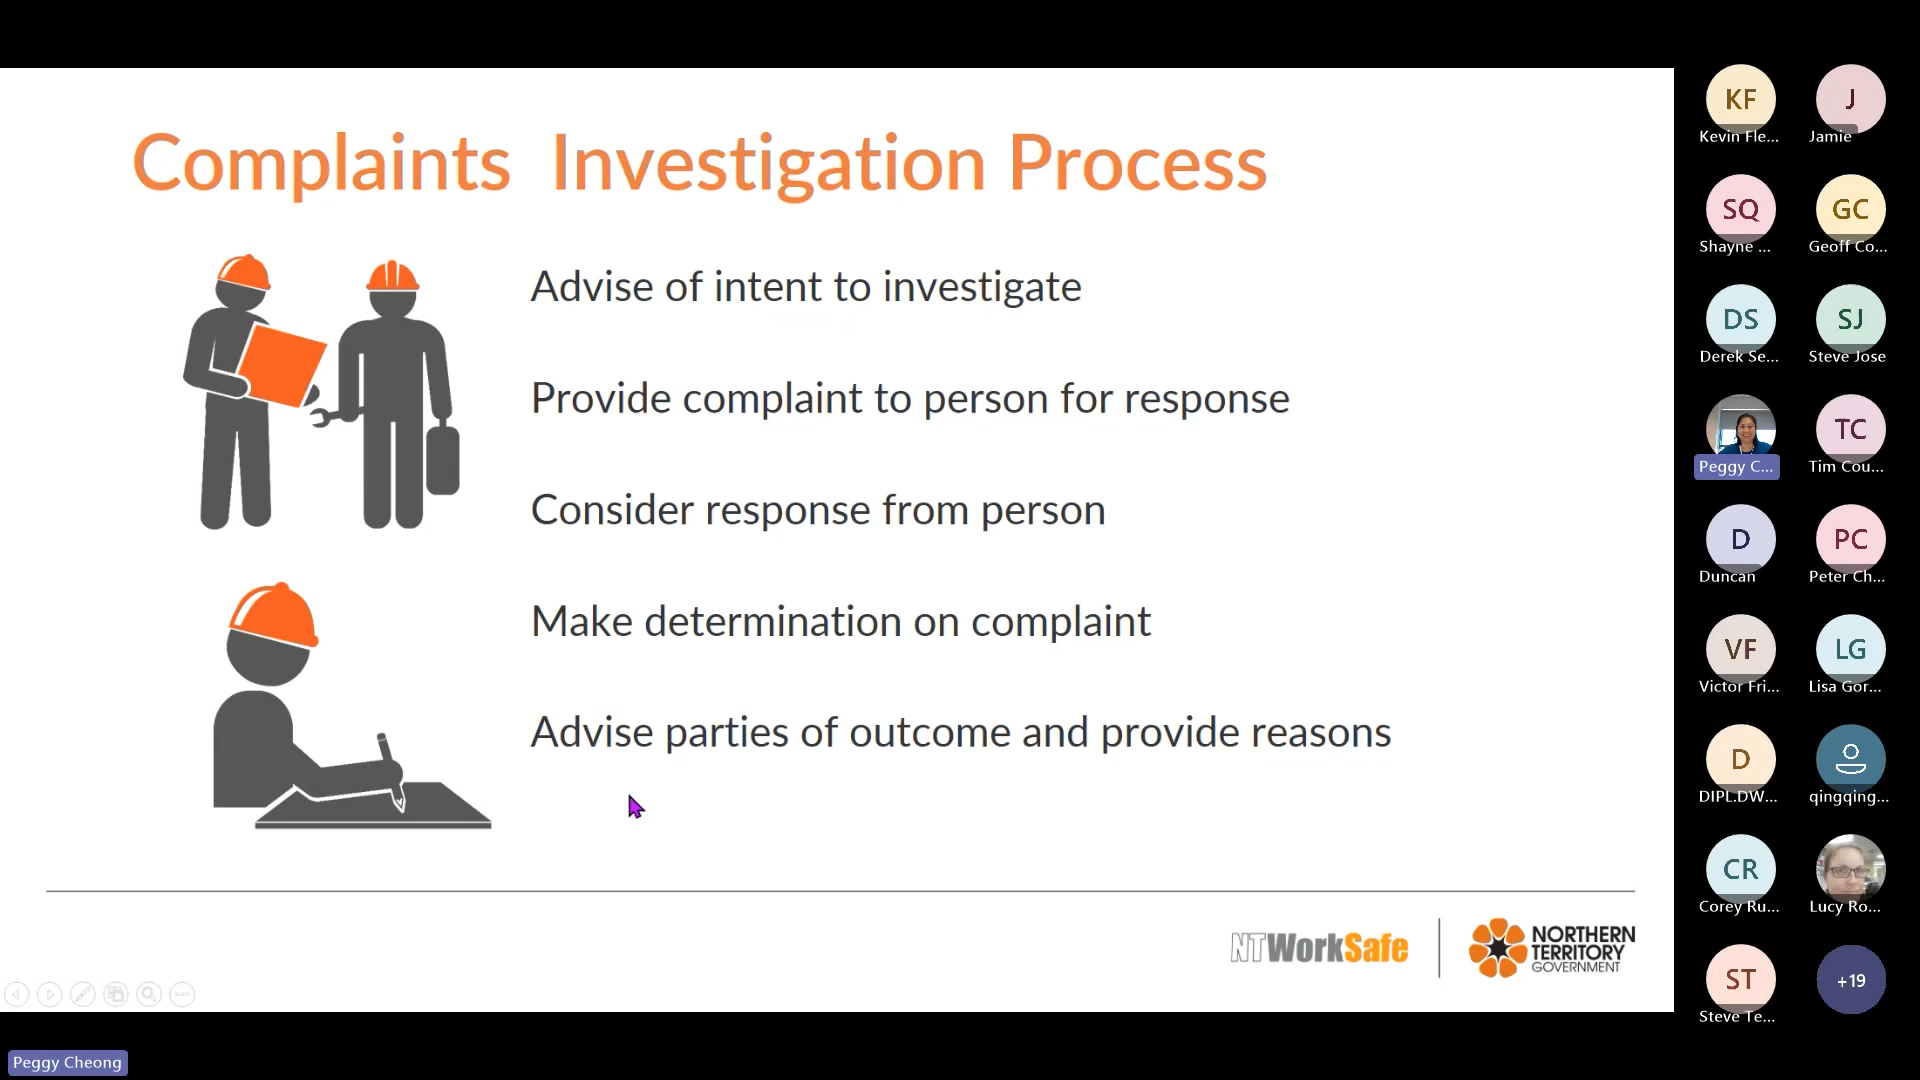 Complaints Investigation Process
Advise of intent to investigate
Provide complaint to person for response
Consider response from person
Make determination on complaint
Advise parties of outcome and provide reasons
NTWorkSafe
NORTHERN
TERRITORY
GOVERNMENT
KF
Kevin Fle...
J
Jamie
SQ
Shayne ...
GC
Geoff Co...
DS
Derek Se...
SJ
Steve Jose
Peggy C...
TC
Tim Cou...
D
Duncan
PC
Peter Ch...
VF
Victor Fri...
LG
Lisa Gor...
D
DIPL.DW...
qingqing...
CR
Corey Ru...
Lucy Ro...
ST
Steve Te...
+19
Peggy Cheong